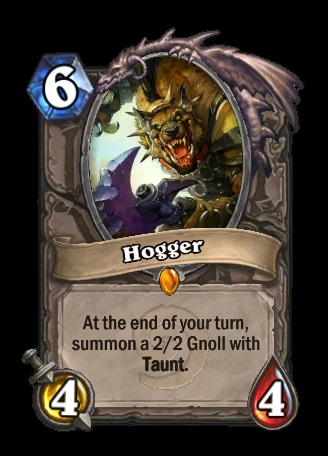 6
Hogger
At the end of your turn,
summon a 2/2 Gnoll with
Taunt.
4 4